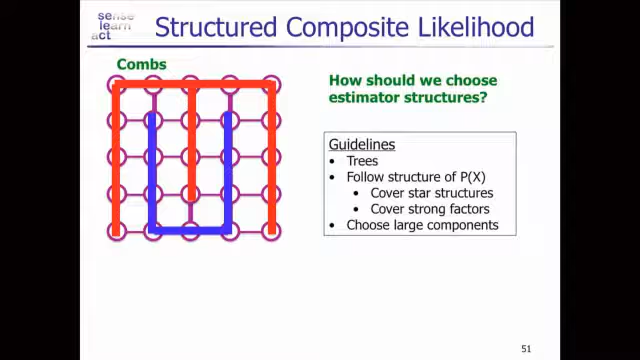 sense
learn
act
Structured Composite Likelihood
Combs
How should we choose
estimator structures?
Guidelines
• Trees
• Follow structure of P(X)
• Cover star structures
• Cover strong factors
• Choose large components
51